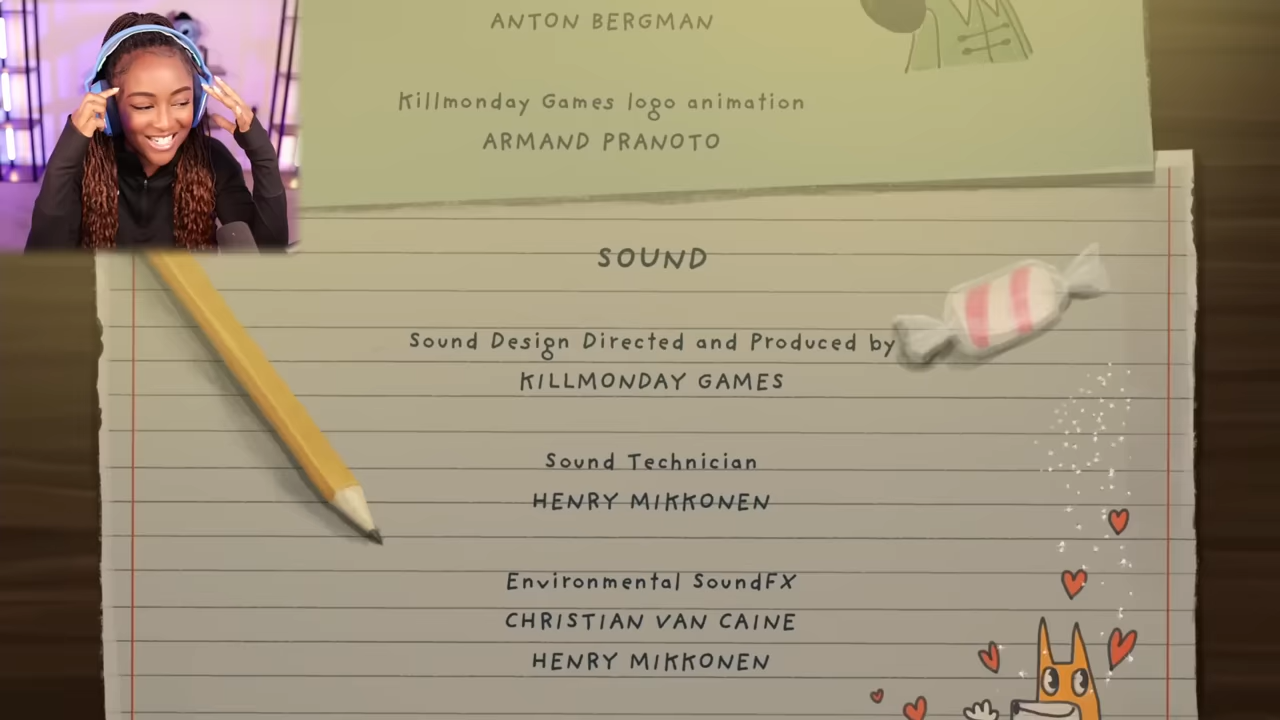 ANTON BERGMAN
Killmonday Games logo animation
ARMAND PRANOTO
SOUND
Sound Design Directed and Produced by
KILLMONDAY GAMES
Sound Technician
HENRY MIKKONEN
Environmental SoundFX
CHRISTIAN VAN CAINE
HENRY MIKKONEN